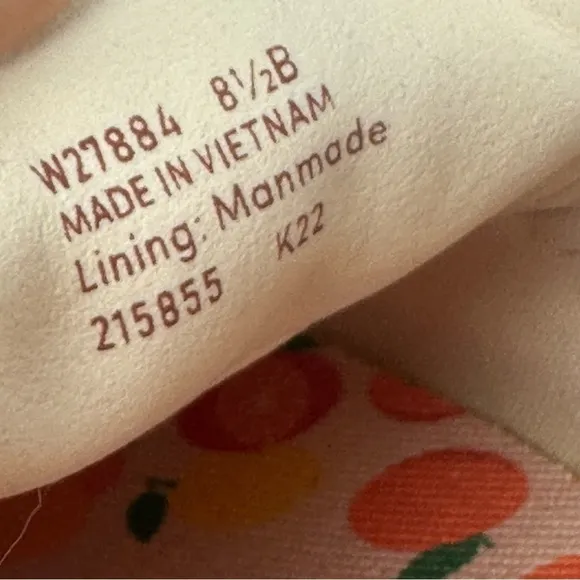 W27884 8½B
MADE IN VIETNAM
Lining: Manmade
215855 K22